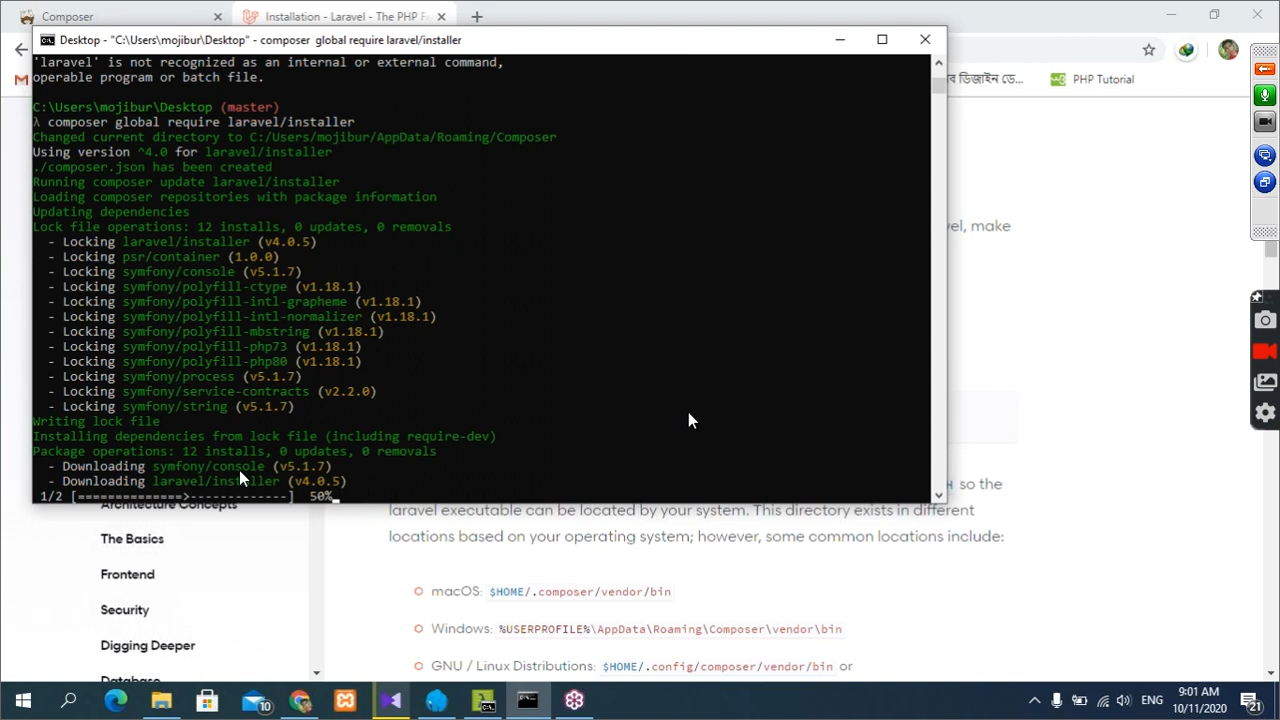 Composer
Installation - Laravel - The PHP F
Desktop - "C:\Users\mojibur\Desktop" - composer  global require laravel/installer
'laravel' is not recognized as an internal or external command,
operable program or batch file.
C:\Users\mojibur\Desktop (master)
λ composer global require laravel/installer
Changed current directory to C:/Users/mojibur/AppData/Roaming/Composer
Using version ^4.0 for laravel/installer
./composer.json has been created
Running composer update laravel/installer
Loading composer repositories with package information
Updating dependencies
Lock file operations: 12 installs, 0 updates, 0 removals
- Locking laravel/installer (v4.0.5)
- Locking psr/container (1.0.0)
- Locking symfony/console (v5.1.7)
- Locking symfony/polyfill-ctype (v1.18.1)
- Locking symfony/polyfill-intl-grapheme (v1.18.1)
- Locking symfony/polyfill-intl-normalizer (v1.18.1)
- Locking symfony/polyfill-mbstring (v1.18.1)
- Locking symfony/polyfill-php73 (v1.18.1)
- Locking symfony/polyfill-php80 (v1.18.1)
- Locking symfony/process (v5.1.7)
- Locking symfony/service-contracts (v2.2.0)
- Locking symfony/string (v5.1.7)
Writing lock file
Installing dependencies from lock file (including require-dev)
Package operations: 12 installs, 0 updates, 0 removals
- Downloading symfony/console (v5.1.7)
- Downloading laravel/installer (v4.0.5)
1/2 [==============>-------------]  50%
ডিজাইন ডে...
PHP Tutorial
vel, make
so the
laravel executable can be located by your system. This directory exists in different
locations based on your operating system; however, some common locations include:
macOS: $HOME/.composer/vendor/bin
Windows: %USERPROFILE%\AppData\Roaming\Composer\vendor\bin
GNU / Linux Distributions: $HOME/.config/composer/vendor/bin or
Architecture Concepts
The Basics
Frontend
Security
Digging Deeper
Database
10
ENG
9:01 AM
10/11/2020
21